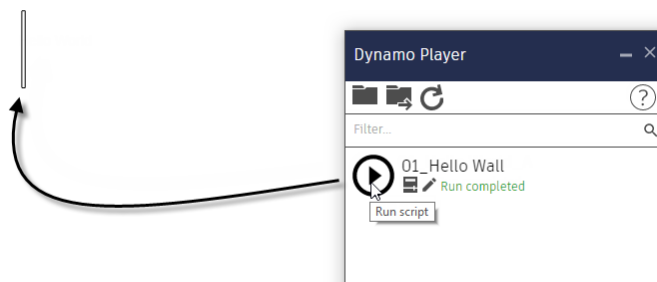 Dynamo Player
?
Filter...
01_Hello Wall
Run completed
Run script